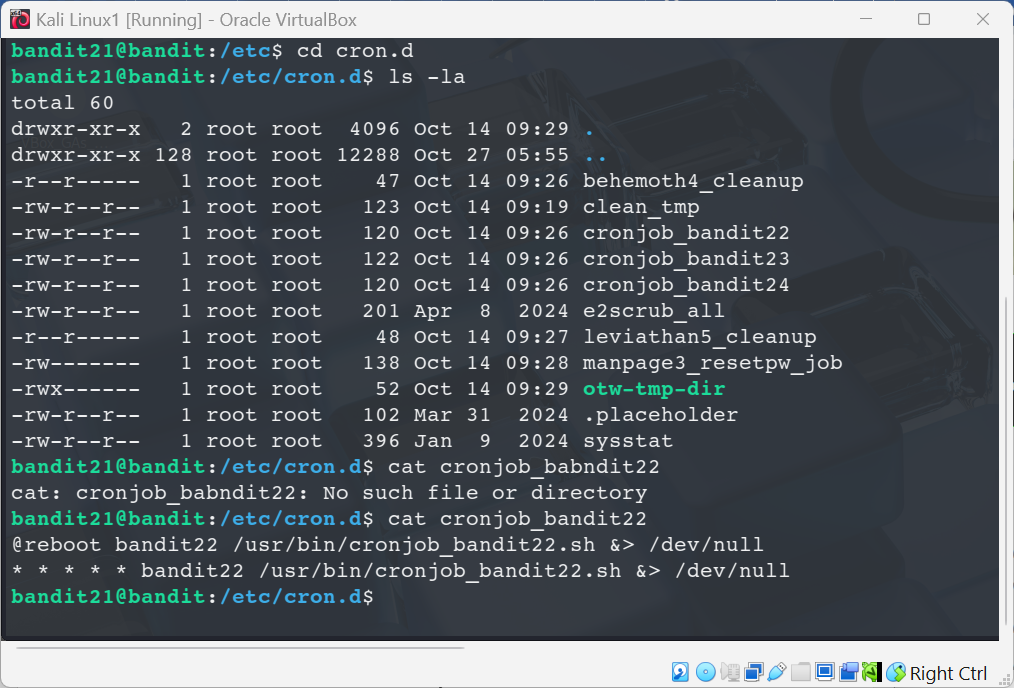 Kali Linux1 [Running] - Oracle VirtualBox
bandit21@bandit:/etc$ cd cron.d
bandit21@bandit:/etc/cron.d$ ls -la
total 60
drwxr-xr-x   2 root root  4096 Oct 14 09:29 .
drwxr-xr-x 128 root root 12288 Oct 27 05:55 ..
-r--r-----   1 root root    47 Oct 14 09:26 behemoth4_cleanup
-rw-r--r--   1 root root   123 Oct 14 09:19 clean_tmp
-rw-r--r--   1 root root   120 Oct 14 09:26 cronjob_bandit22
-rw-r--r--   1 root root   122 Oct 14 09:26 cronjob_bandit23
-rw-r--r--   1 root root   120 Oct 14 09:26 cronjob_bandit24
-rw-r--r--   1 root root   201 Apr  8  2024 e2scrub_all
-r--r-----   1 root root    48 Oct 14 09:27 leviathan5_cleanup
-rw-------   1 root root   138 Oct 14 09:28 manpage3_resetpw_job
-rwx------   1 root root    52 Oct 14 09:29 otw-tmp-dir
-rw-r--r--   1 root root   102 Mar 31  2024 .placeholder
-rw-r--r--   1 root root   396 Jan  9  2024 sysstat
bandit21@bandit:/etc/cron.d$ cat cronjob_babndit22
cat: cronjob_babndit22: No such file or directory
bandit21@bandit:/etc/cron.d$ cat cronjob_bandit22
@reboot bandit22 /usr/bin/cronjob_bandit22.sh &> /dev/null
* * * * * bandit22 /usr/bin/cronjob_bandit22.sh &> /dev/null
bandit21@bandit:/etc/cron.d$
Right Ctrl